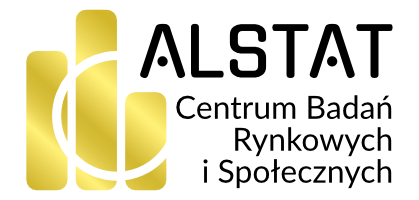 ALSTAT
Centrum Badań
Rynkowych
i Społecznych